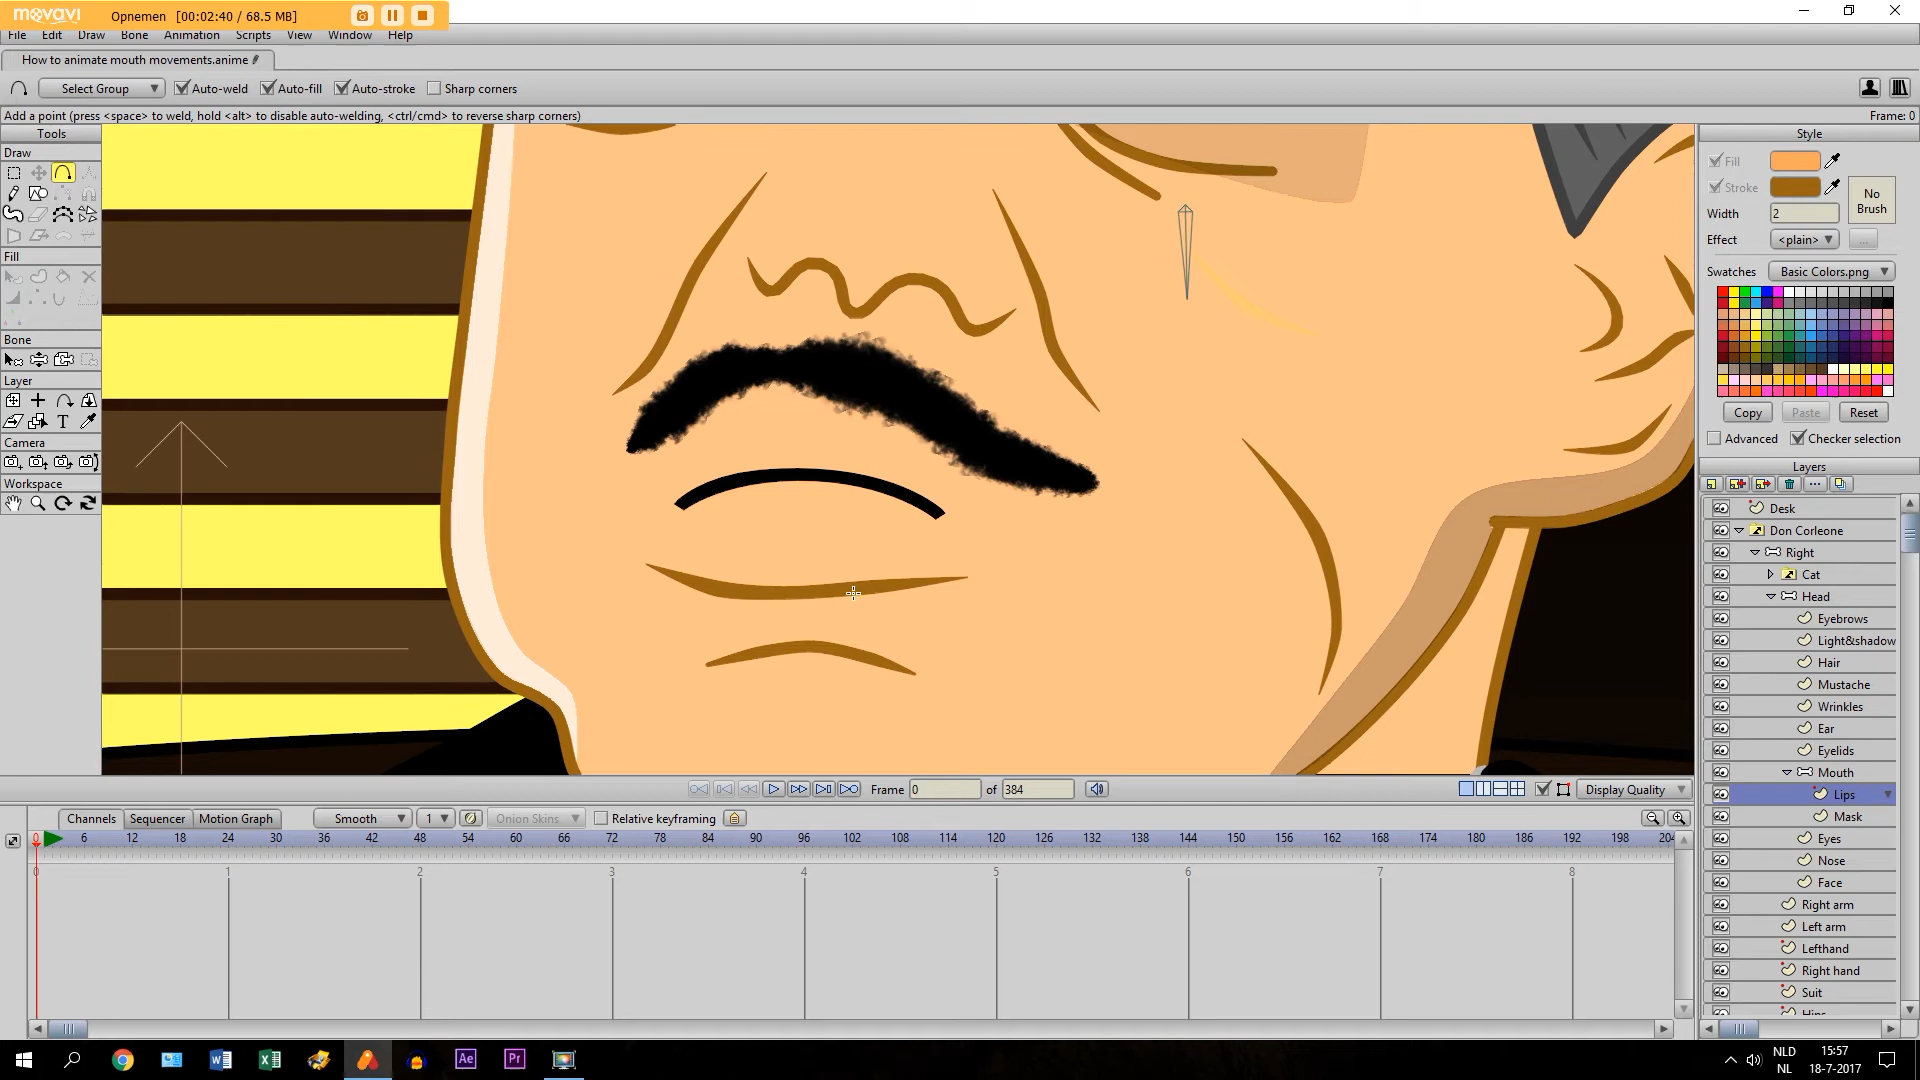 movavi Opnemen [00:02:40 / 68.5 MB]
File Edit Draw Bone Animation Scripts View Window Help
How to animate mouth movements.anime
Select Group Auto-weld Auto-fill Auto-stroke Sharp corners
Add a point (press <space> to weld, hold <alt> to disable auto-welding, <ctrl/cmd> to reverse sharp corners) Frame: 0
Tools
Draw
Fill
Bone
Layer
Camera
Workspace
Style
Fill
Stroke
No Brush
Width 2
Effect <plain> ...
Swatches Basic Colors.png
Copy Paste Reset
Advanced Checker selection
Layers
Desk
Don Corleone
Right
Cat
Head
Eyebrows
Light&shadow
Hair
Mustache
Wrinkles
Ear
Eyelids
Mouth
Lips
Mask
Eyes
Nose
Face
Right arm
Left arm
Lefthand
Right hand
Suit
Frame 0 of 384 Display Quality
Channels Sequencer Motion Graph Smooth 1 Onion Skins Relative keyframing
0 6 12 18 24 30 36 42 48 54 60 66 72 78 84 90 96 102 108 114 120 126 132 138 144 150 156 162 168 174 180 186 192 198 204
0 1 2 3 4 5 6 7 8
Ae Pr
NLD 15:57
NL 18-7-2017